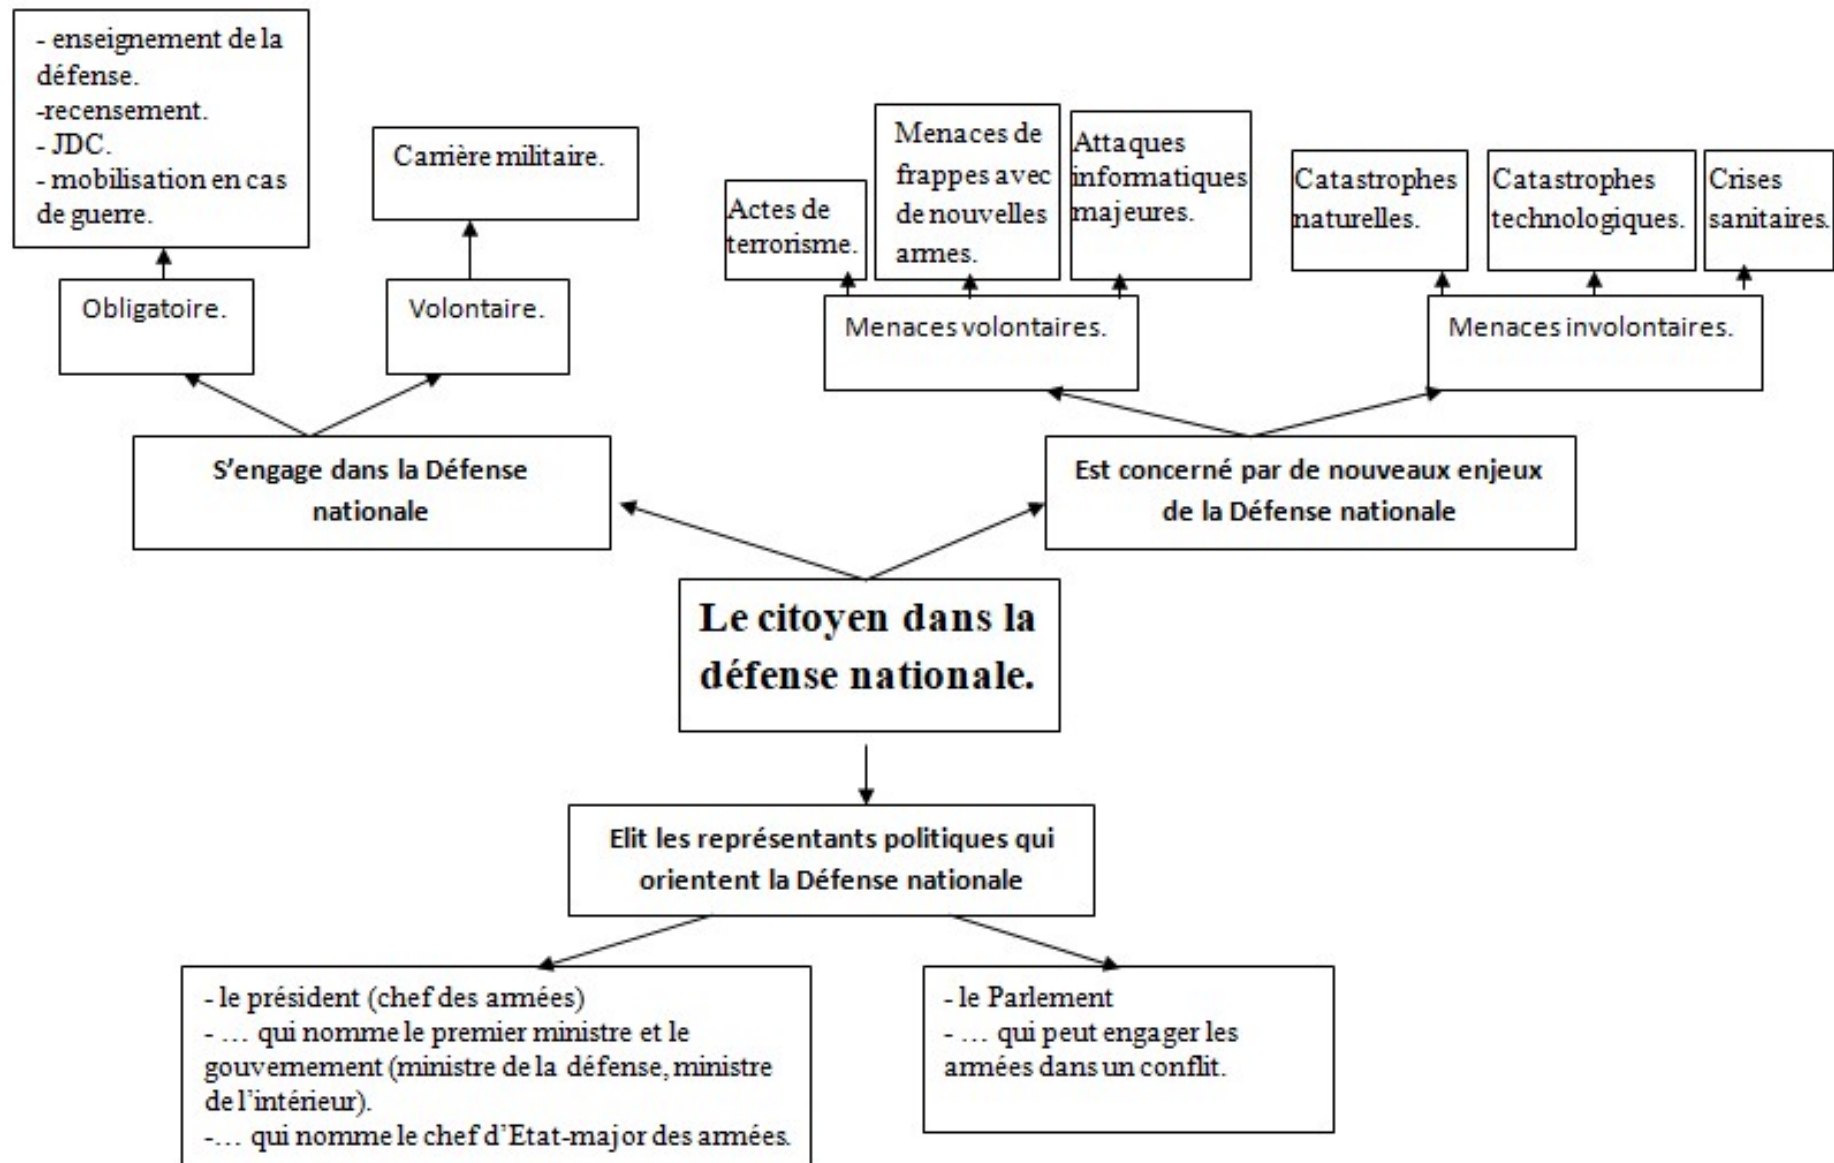 - enseignement de la
défense.
-recensement.
- JDC.
- mobilisation en cas
de guerre.
Carrière militaire.
Actes de
terrorisme.
Menaces de
frappes avec
de nouvelles
armes.
Attaques
informatiques
majeures.
Catastrophes
naturelles.
Catastrophes
technologiques.
Crises
sanitaires.
Obligatoire.
Volontaire.
Menaces volontaires.
Menaces involontaires.
S'engage dans la Défense
nationale
Est concerné par de nouveaux enjeux
de la Défense nationale
Le citoyen dans la
défense nationale.
Elit les représentants politiques qui
orientent la Défense nationale
- le président (chef des armées)
- … qui nomme le premier ministre et le
gouvernement (ministre de la défense, ministre
de l'intérieur).
-… qui nomme le chef d'Etat-major des armées.
- le Parlement
- … qui peut engager les
armées dans un conflit.